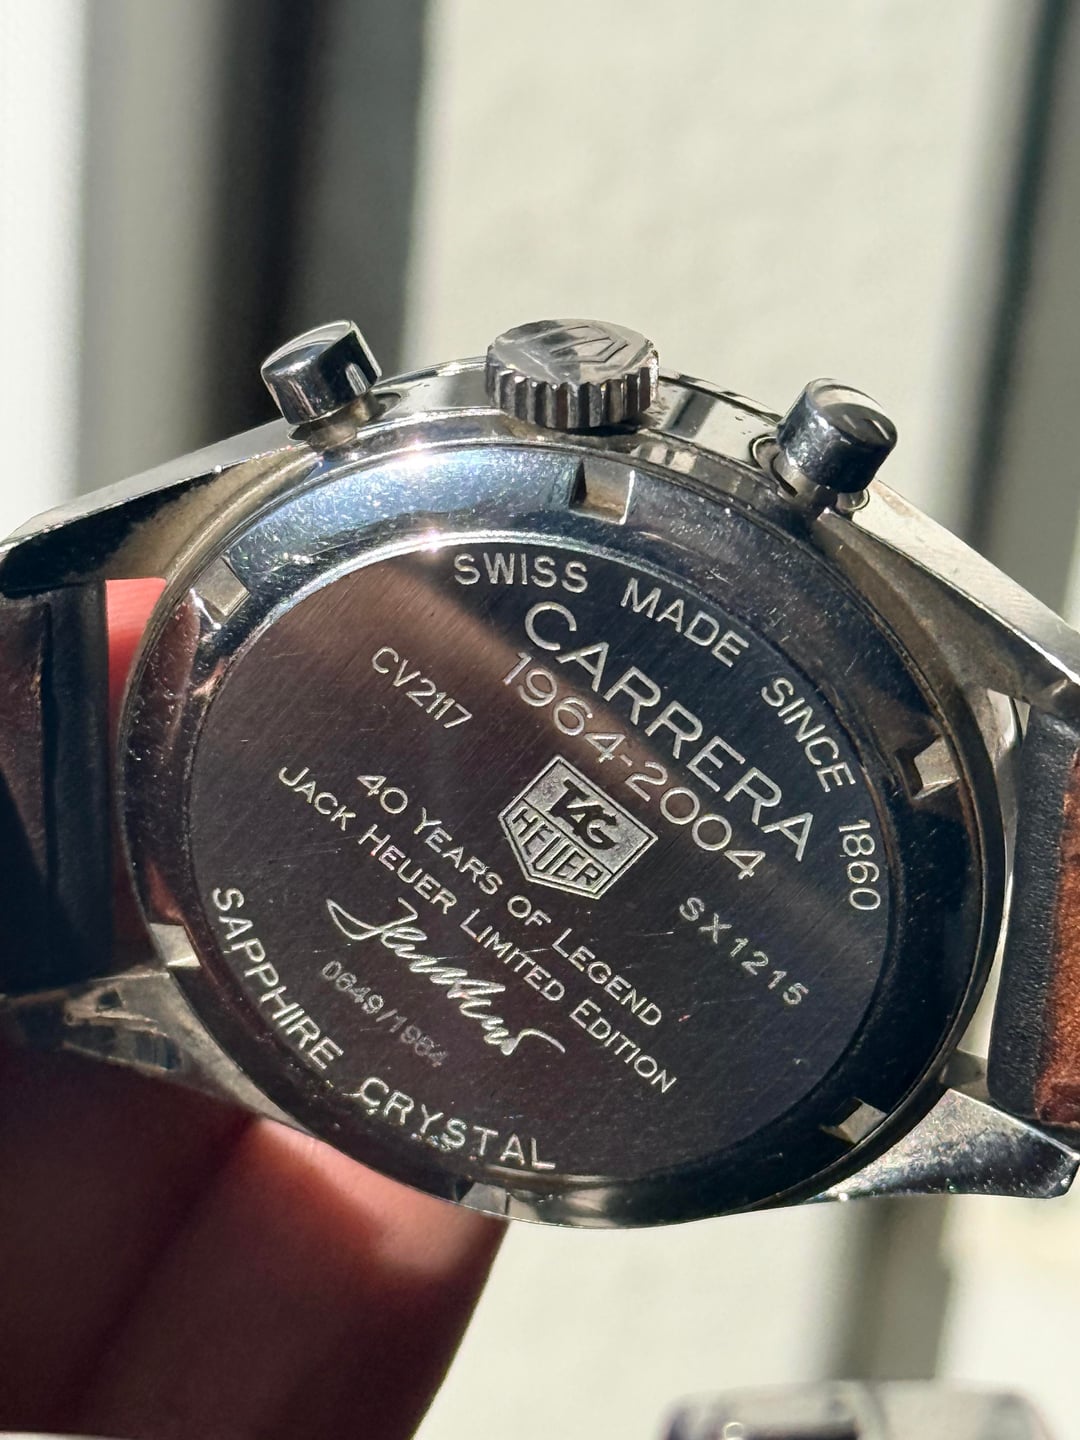 SWISS MADE SINCE 1860
CARRERA
1964-2004
CV2117
TAG
HEUER
SX1215
40 YEARS OF LEGEND
JACK HEUER LIMITED EDITION
0649/1964
SAPPHIRE CRYSTAL